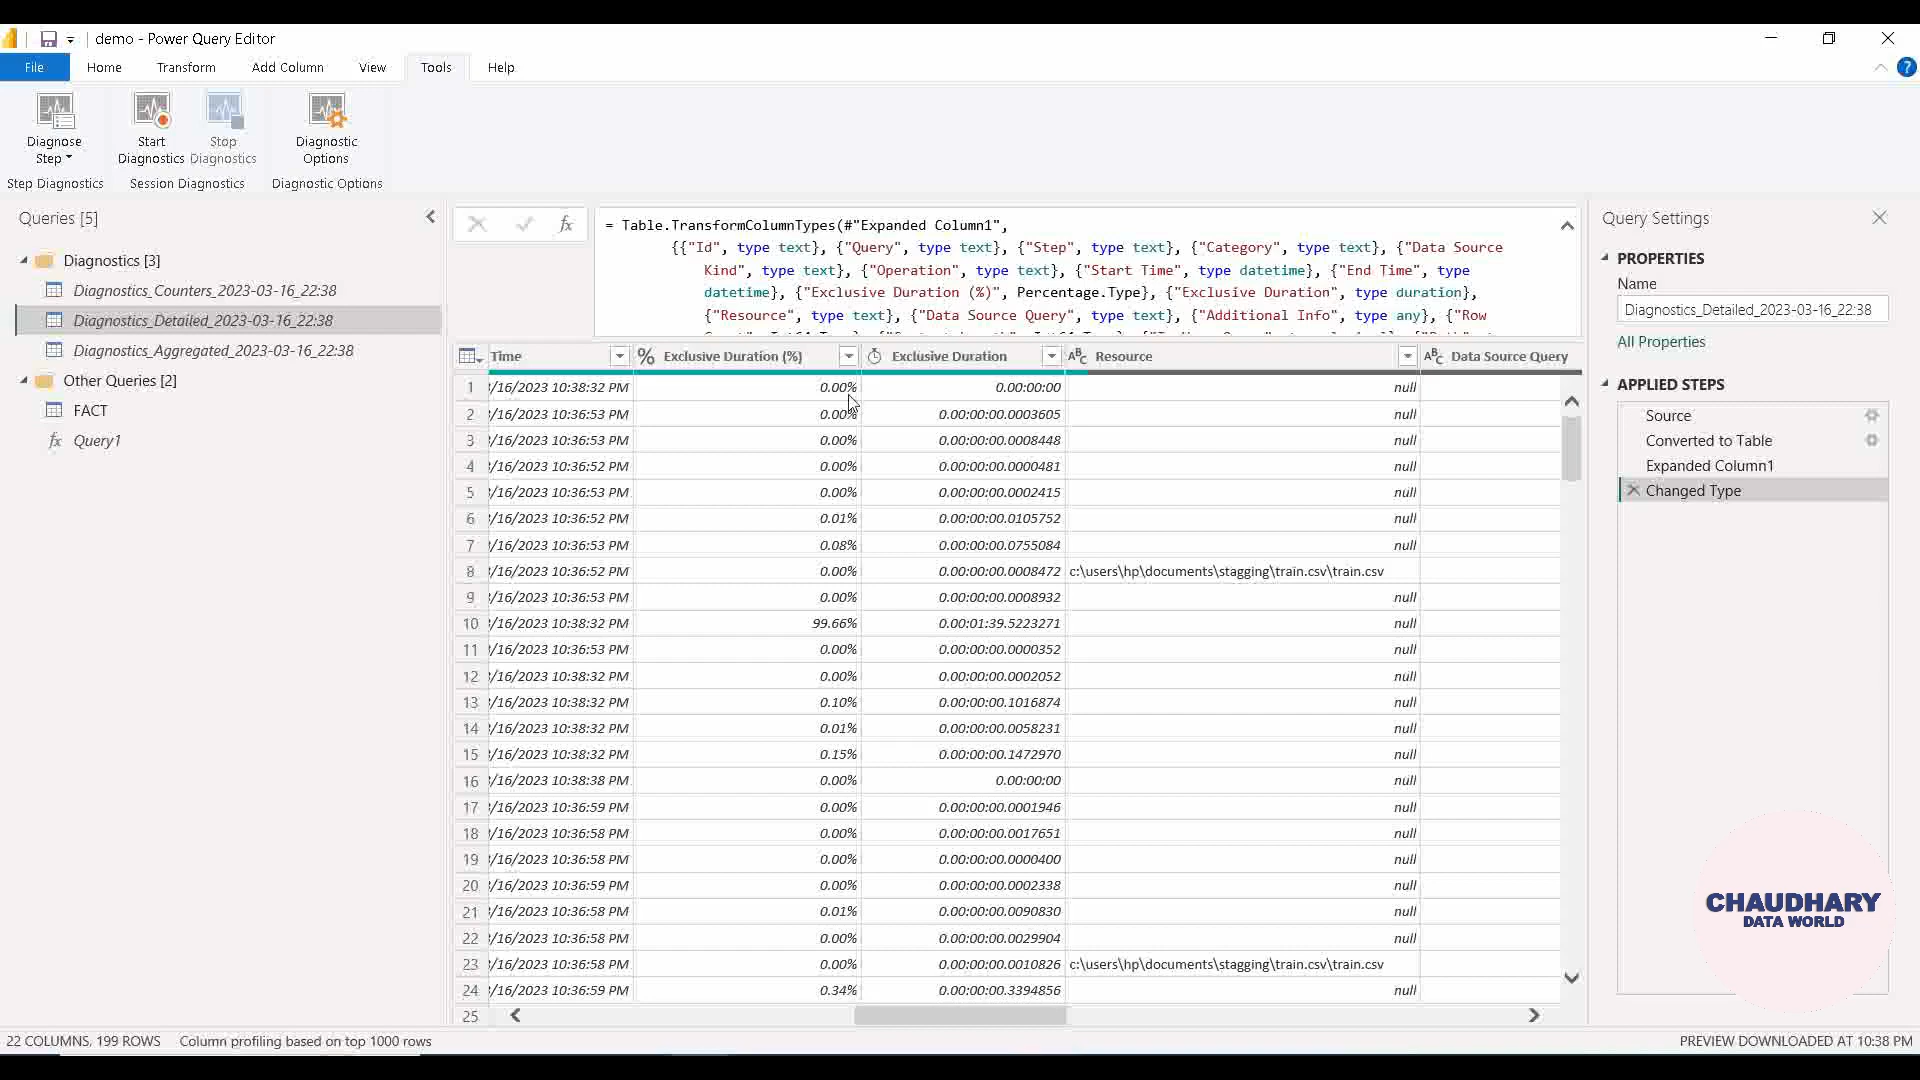 demo - Power Query Editor
File Home Transform Add Column View Tools Help
Diagnose Step
Start Diagnostics
Stop Diagnostics
Diagnostic Options
Step Diagnostics Session Diagnostics Diagnostic Options
Queries [5]
Diagnostics [3]
Diagnostics_Counters_2023-03-16_22:38
Diagnostics_Detailed_2023-03-16_22:38
Diagnostics_Aggregated_2023-03-16_22:38
Other Queries [2]
FACT
fx Query1
fx
= Table.TransformColumnTypes(#"Expanded Column1",
{{"Id", type text}, {"Query", type text}, {"Step", type text}, {"Category", type text}, {"Data Source
Kind", type text}, {"Operation", type text}, {"Start Time", type datetime}, {"End Time", type
datetime}, {"Exclusive Duration (%)", Percentage.Type}, {"Exclusive Duration", type duration},
{"Resource", type text}, {"Data Source Query", type text}, {"Additional Info", type any}, {"Row
Time % Exclusive Duration (%) Exclusive Duration ABC Resource ABC Data Source Query
1 /16/2023 10:38:32 PM 0.00% 0.00:00:00 null
2 /16/2023 10:36:53 PM 0.00% 0.00:00:00.0003605 null
3 /16/2023 10:36:53 PM 0.00% 0.00:00:00.0008448 null
4 /16/2023 10:36:52 PM 0.00% 0.00:00:00.0000481 null
5 /16/2023 10:36:53 PM 0.00% 0.00:00:00.0002415 null
6 /16/2023 10:36:52 PM 0.01% 0.00:00:00.0105752 null
7 /16/2023 10:36:53 PM 0.08% 0.00:00:00.0755084 null
8 /16/2023 10:36:52 PM 0.00% 0.00:00:00.0008472 c:\users\hp\documents\stagging\train.csv\train.csv
9 /16/2023 10:36:53 PM 0.00% 0.00:00:00.0008932 null
10 /16/2023 10:38:32 PM 99.66% 0.00:01:39.5223271 null
11 /16/2023 10:36:53 PM 0.00% 0.00:00:00.0000352 null
12 /16/2023 10:38:32 PM 0.00% 0.00:00:00.0002052 null
13 /16/2023 10:38:32 PM 0.10% 0.00:00:00.1016874 null
14 /16/2023 10:38:32 PM 0.01% 0.00:00:00.0058231 null
15 /16/2023 10:38:32 PM 0.15% 0.00:00:00.1472970 null
16 /16/2023 10:38:38 PM 0.00% 0.00:00:00 null
17 /16/2023 10:36:59 PM 0.00% 0.00:00:00.0001946 null
18 /16/2023 10:36:58 PM 0.00% 0.00:00:00.0017651 null
19 /16/2023 10:36:58 PM 0.00% 0.00:00:00.0000400 null
20 /16/2023 10:36:59 PM 0.00% 0.00:00:00.0002338 null
21 /16/2023 10:36:58 PM 0.01% 0.00:00:00.0090830 null
22 /16/2023 10:36:58 PM 0.00% 0.00:00:00.0029904 null
23 /16/2023 10:36:58 PM 0.00% 0.00:00:00.0010826 c:\users\hp\documents\stagging\train.csv\train.csv
24 /16/2023 10:36:59 PM 0.34% 0.00:00:00.3394856 null
25
Query Settings
PROPERTIES
Name
Diagnostics_Detailed_2023-03-16_22:38
All Properties
APPLIED STEPS
Source
Converted to Table
Expanded Column1
Changed Type
CHAUDHARY
DATA WORLD
22 COLUMNS, 199 ROWS Column profiling based on top 1000 rows PREVIEW DOWNLOADED AT 10:38 PM